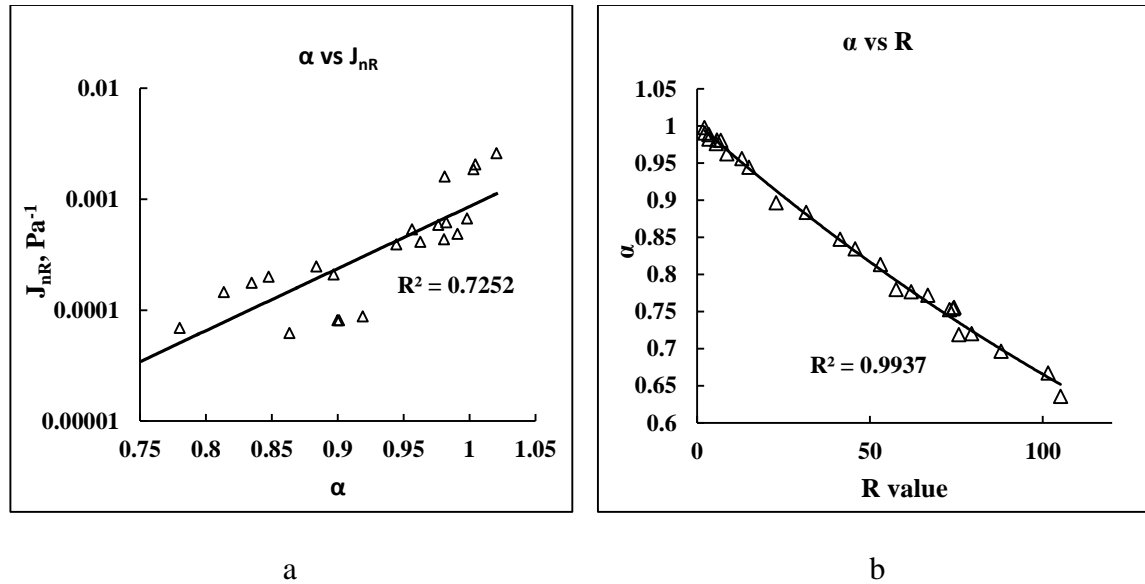 α vs JnR
0.01
0.001
0.0001
0.00001
JnR, Pa-1
R² = 0.7252
0.75 0.8 0.85 0.9 0.95 1 1.05
α
a
α vs R
1.05
1
0.95
0.9
0.85
0.8
0.75
0.7
0.65
0.6
α
R² = 0.9937
0 50 100
R value
b